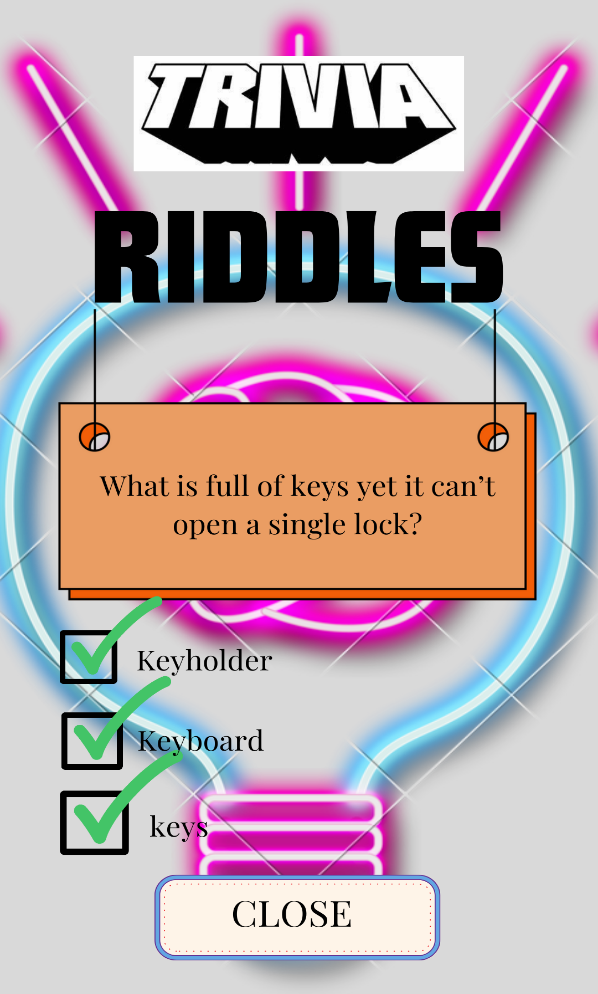 TRIVIA
RIDDLES
What is full of keys yet it can’t
open a single lock?
Keyholder
Keyboard
keys
CLOSE